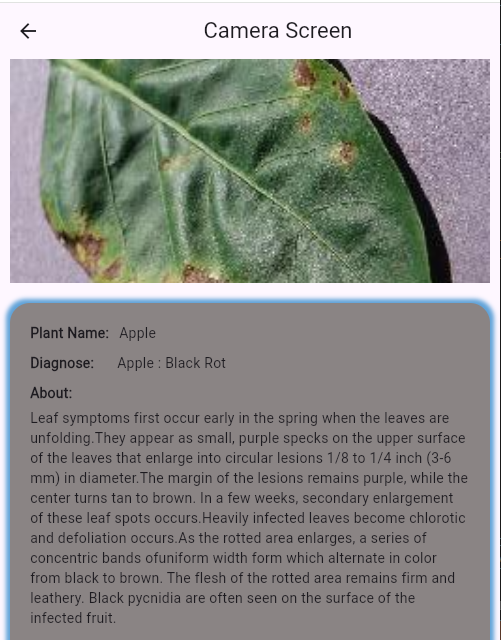 Camera Screen
Plant Name: Apple
Diagnose: Apple : Black Rot
About:
Leaf symptoms first occur early in the spring when the leaves are
unfolding.They appear as small, purple specks on the upper surface
of the leaves that enlarge into circular lesions 1/8 to 1/4 inch (3-6
mm) in diameter.The margin of the lesions remains purple, while the
center turns tan to brown. In a few weeks, secondary enlargement
of these leaf spots occurs.Heavily infected leaves become chlorotic
and defoliation occurs.As the rotted area enlarges, a series of
concentric bands ofuniform width form which alternate in color
from black to brown. The flesh of the rotted area remains firm and
leathery. Black pycnidia are often seen on the surface of the
infected fruit.